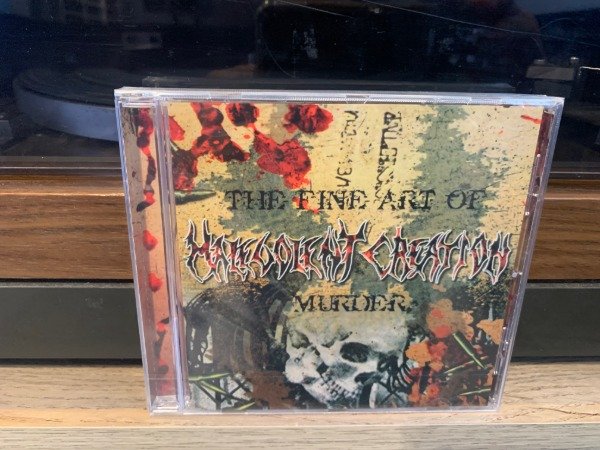 THE FINE ART OF
MALEVOLENT CREATION
MURDER